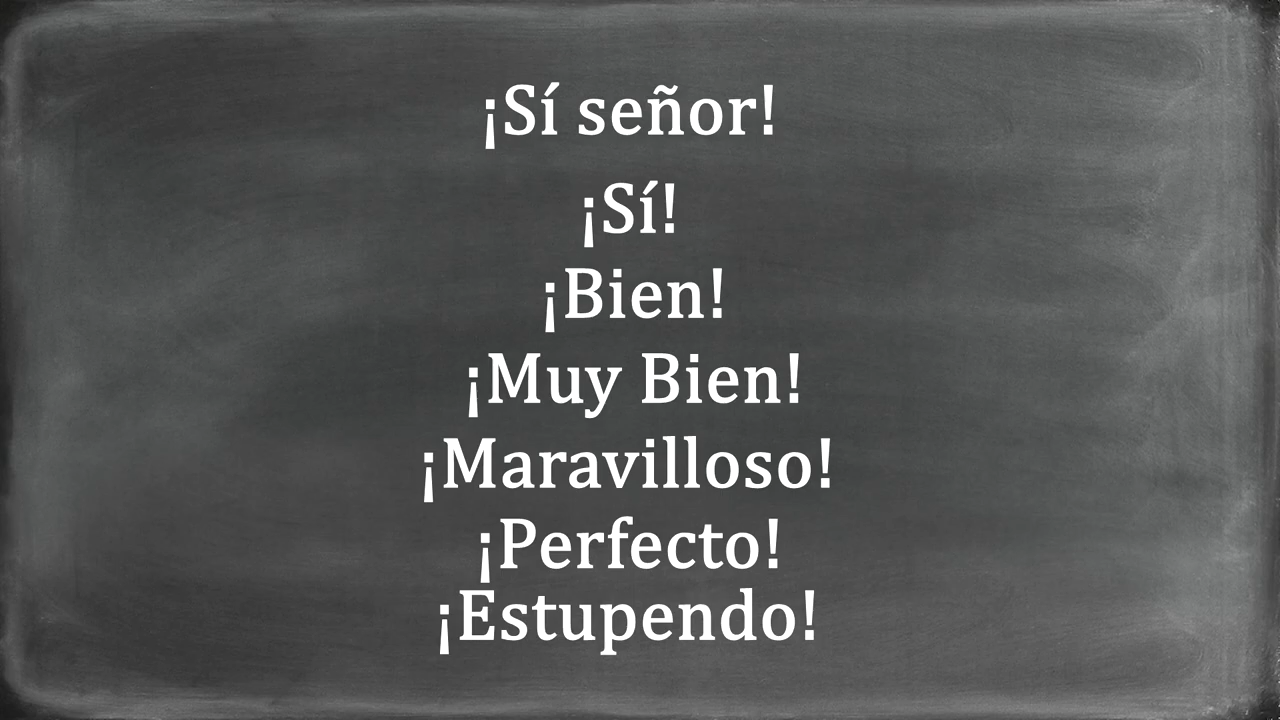 ¡Sí señor!
¡Sí!
¡Bien!
¡Muy Bien!
¡Maravilloso!
¡Perfecto!
¡Estupendo!